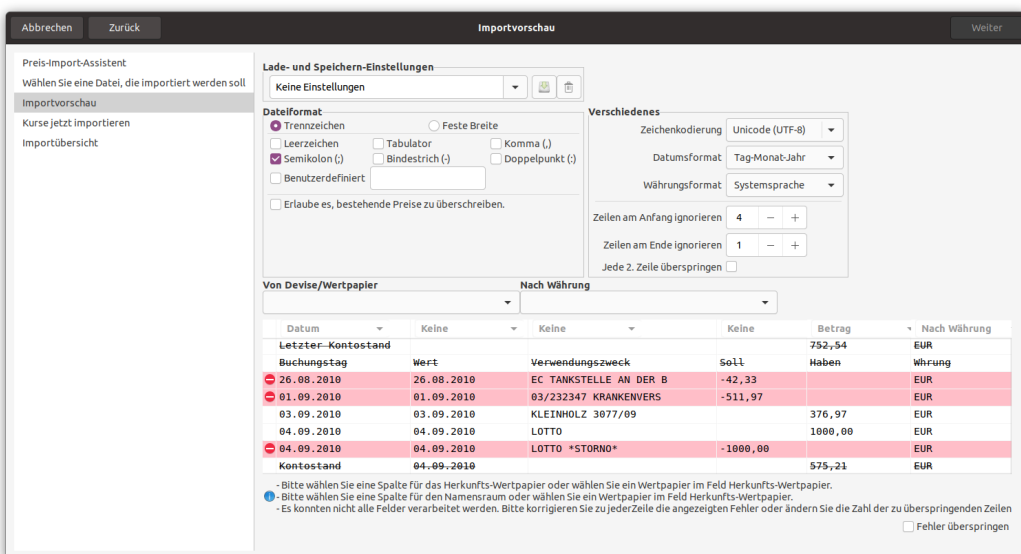 Abbrechen Zurück Importvorschau Weiter
Preis-Import-Assistent
Wählen Sie eine Datei, die importiert werden soll
Importvorschau
Kurse jetzt importieren
Importübersicht
Lade- und Speichern-Einstellungen
Keine Einstellungen
Dateiformat
Trennzeichen Feste Breite
Leerzeichen Tabulator Komma (,)
Semikolon (;) Bindestrich (-) Doppelpunkt (:)
Benutzerdefiniert
Erlaube es, bestehende Preise zu überschreiben.
Verschiedenes
Zeichenkodierung Unicode (UTF-8)
Datumsformat Tag-Monat-Jahr
Währungsformat Systemsprache
Zeilen am Anfang ignorieren 4 − +
Zeilen am Ende ignorieren 1 − +
Jede 2. Zeile überspringen
Von Devise/Wertpapier Nach Währung
Datum Keine Keine Keine Betrag Nach Währung
Letzter Kontostand 752,54 EUR
Buchungstag Wert Verwendungszweck Soll Haben Whrung
26.08.2010 26.08.2010 EC TANKSTELLE AN DER B -42,33 EUR
01.09.2010 01.09.2010 03/232347 KRANKENVERS -511,97 EUR
03.09.2010 03.09.2010 KLEINHOLZ 3077/09 376,97 EUR
04.09.2010 04.09.2010 LOTTO 1000,00 EUR
04.09.2010 04.09.2010 LOTTO *STORNO* -1000,00 EUR
Kontostand 04.09.2010 575,21 EUR
- Bitte wählen Sie eine Spalte für das Herkunfts-Wertpapier oder wählen Sie ein Wertpapier im Feld Herkunfts-Wertpapier.
- Bitte wählen Sie eine Spalte für den Namensraum oder wählen Sie ein Wertpapier im Feld Herkunfts-Wertpapier.
- Es konnten nicht alle Felder verarbeitet werden. Bitte korrigieren Sie zu jederZeile die angezeigten Fehler oder ändern Sie die Zahl der zu überspringenden Zeilen
Fehler überspringen